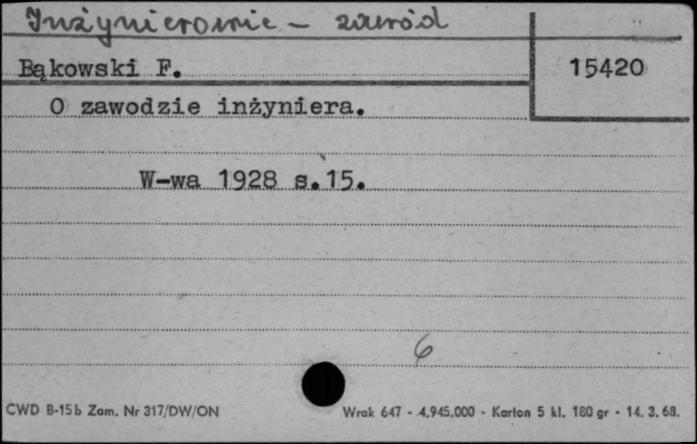 Inżynierowie - zawód
Bąkowski F.
15420
O zawodzie inżyniera.
W-wa 1928 s.15.
6
CWD B-15b Zam. Nr 317/DW/ON
Wrak 647 - 4.945.000 - Karton 5 kl. 180 gr - 14. 3. 68.